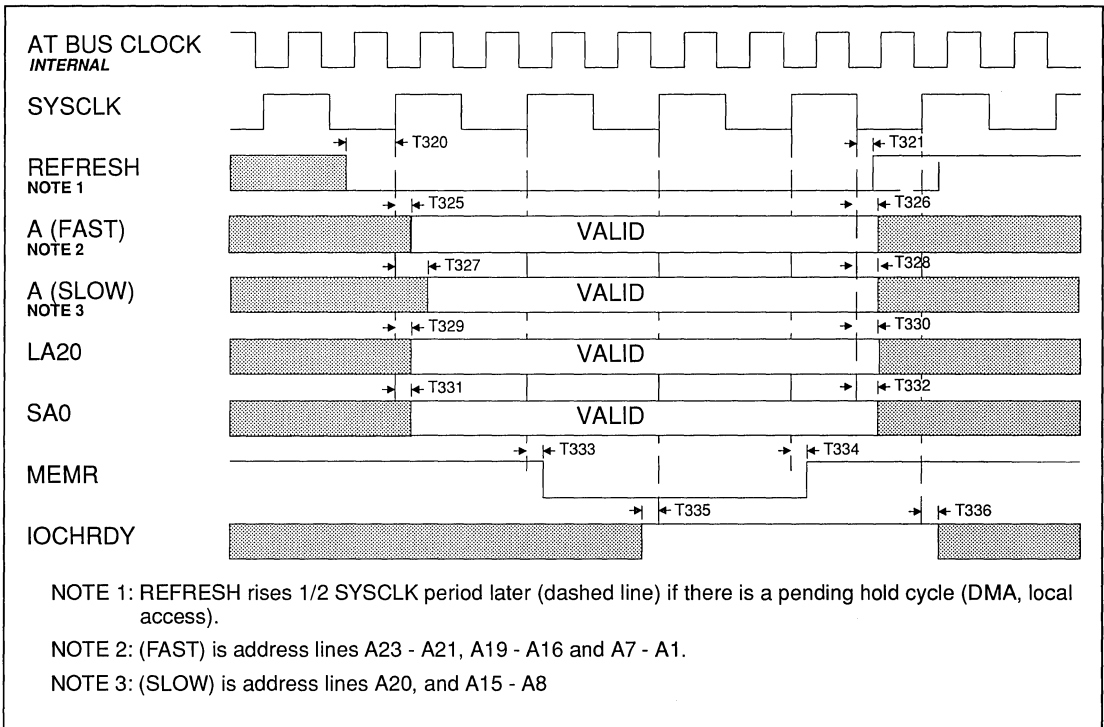 AT BUS CLOCK
INTERNAL
SYSCLK
T320
T321
REFRESH
NOTE 1
T325
T326
A (FAST)
NOTE 2
VALID
T327
T328
A (SLOW)
NOTE 3
VALID
T329
T330
LA20
VALID
T331
T332
SA0
VALID
T333
T334
MEMR
T335
T336
IOCHRDY
NOTE 1: REFRESH rises 1/2 SYSCLK period later (dashed line) if there is a pending hold cycle (DMA, local
access).
NOTE 2: (FAST) is address lines A23 - A21, A19 - A16 and A7 - A1.
NOTE 3: (SLOW) is address lines A20, and A15 - A8